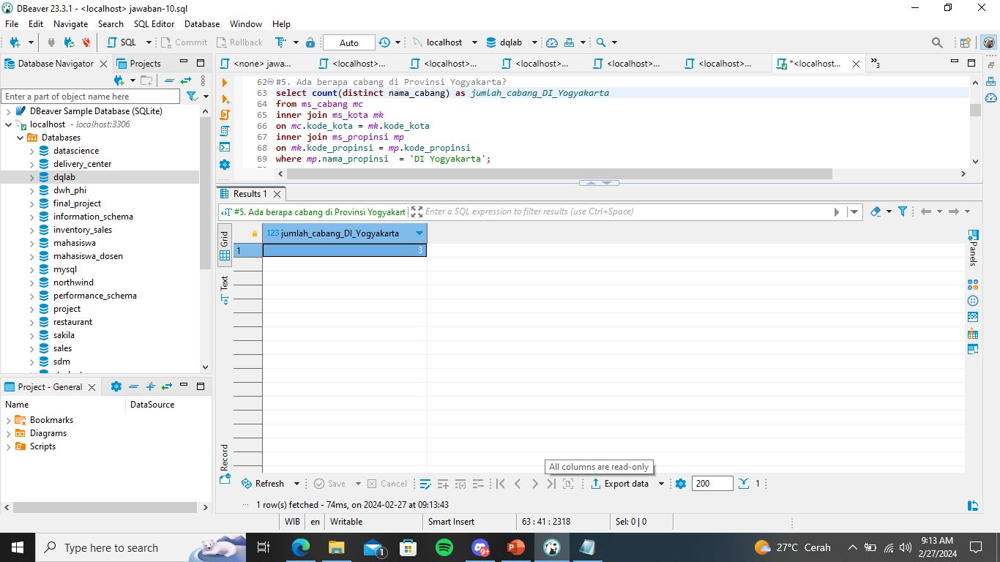 DBeaver 23.3.1 - <localhost> jawaban-10.sql
File Edit Navigate Search SQL Editor Database Window Help
SQL Commit Rollback Auto localhost dqlab
Database Navigator Projects
<none> jawa... <localhost>... <localhost>... <localhost>... <localhost>... <localhost>... *<localhost... »3
Enter a part of object name here
DBeaver Sample Database (SQLite)
localhost - localhost:3306
Databases
datascience
delivery_center
dqlab
dwh_phi
final_project
information_schema
inventory_sales
mahasiswa
mahasiswa_dosen
mysql
northwind
performance_schema
project
restaurant
sakila
sales
sdm
Project - General
Name DataSource
Bookmarks
Diagrams
Scripts
62 #5. Ada berapa cabang di Provinsi Yogyakarta?
63 select count(distinct nama_cabang) as jumlah_cabang_DI_Yogyakarta
64 from ms_cabang mc
65 inner join ms_kota mk
66 on mc.kode_kota = mk.kode_kota
67 inner join ms_propinsi mp
68 on mk.kode_propinsi = mp.kode_propinsi
69 where mp.nama_propinsi = 'DI Yogyakarta';
Results 1
#5. Ada berapa cabang di Provinsi Yogyakart
Enter a SQL expression to filter results (use Ctrl+Space)
Grid
Text
Record
123 jumlah_cabang_DI_Yogyakarta
1 3
Panels
All columns are read-only
Refresh Save Cancel Export data 200 1
1 row(s) fetched - 74ms, on 2024-02-27 at 09:13:43
WIB en Writable Smart Insert 63 : 41 : 2318 Sel: 0 | 0
Type here to search
1
9+
27°C Cerah
9:13 AM
2/27/2024